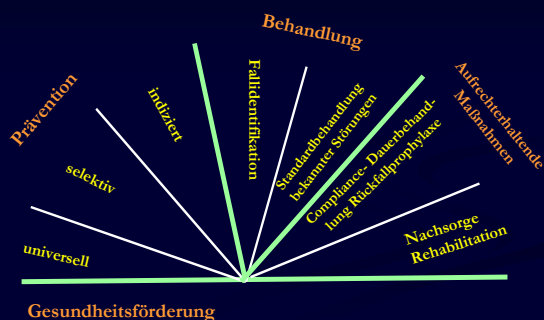 Behandlung
Prävention
Aufrechterhaltende
Maßnahmen
universell
selektiv
indiziert
Fallidentifikation
Standardbehandlung
bekannter Störungen
Compliance- Dauerbehand-
lung Rückfallprophylaxe
Nachsorge
Rehabilitation
Gesundheitsförderung